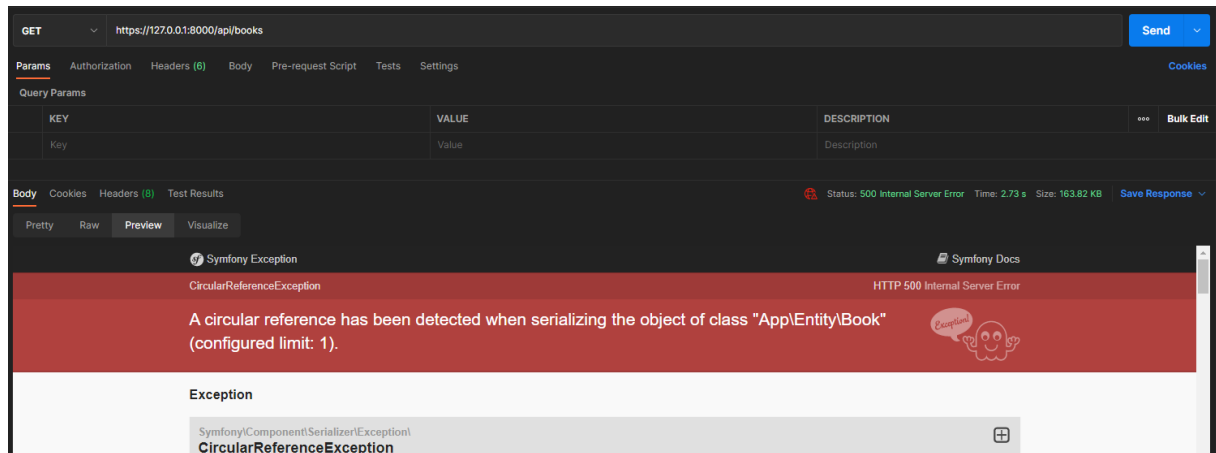 GET https://127.0.0.1:8000/api/books Send
Params Authorization Headers (6) Body Pre-request Script Tests Settings Cookies
Query Params
KEY VALUE DESCRIPTION ooo Bulk Edit
Key Value Description
Body Cookies Headers (8) Test Results Status: 500 Internal Server Error Time: 2.73 s Size: 163.82 KB Save Response
Pretty Raw Preview Visualize
sf Symfony Exception Symfony Docs
CircularReferenceException HTTP 500 Internal Server Error
A circular reference has been detected when serializing the object of class "App\Entity\Book"
(configured limit: 1).
Exception!
Exception
Symfony\Component\Serializer\Exception\
CircularReferenceException